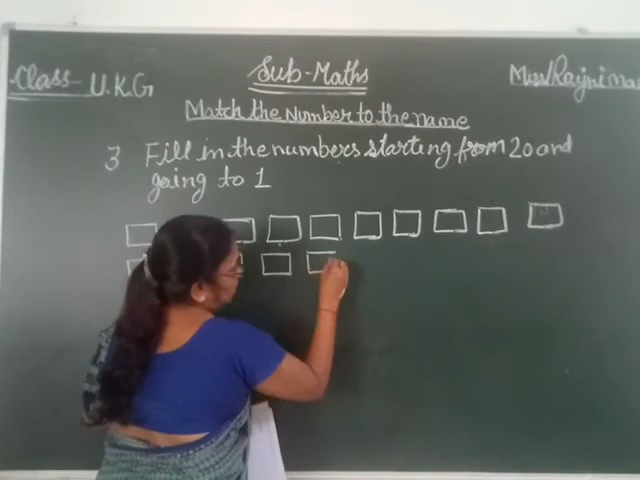 Class- U.K.G
Sub-Maths
Miss/Rajni ma
Match the Number to the name
3 Fill in the numbers starting from 20 and
going to 1